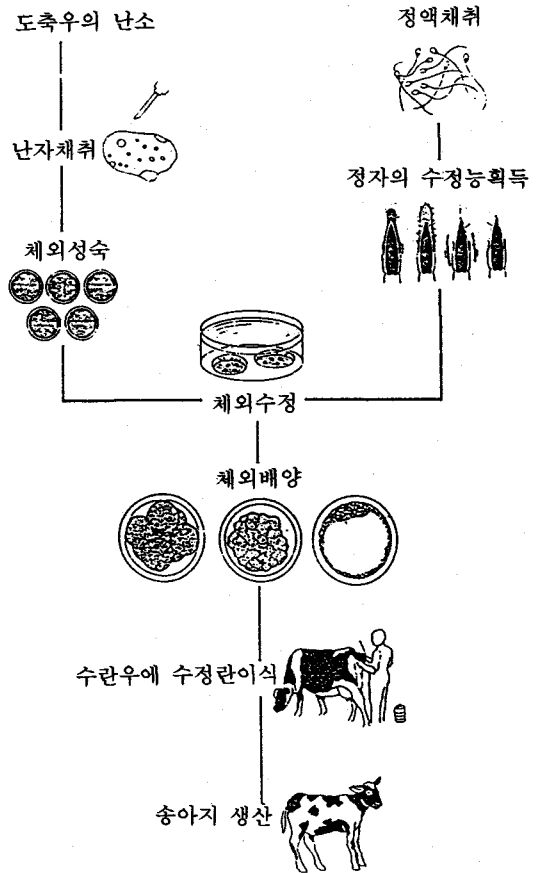 도축우의 난소
정액채취
난자채취
정자의 수정능획득
체외성숙
체외수정
체외배양
수란우에 수정란이식
송아지 생산